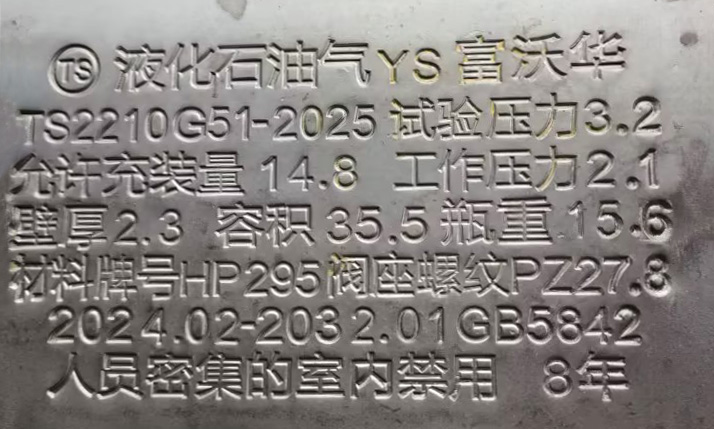 TS 液化石油气YS 富沃华
TS2210G51-2025 试验压力3.2
允许充装量 14.8 工作压力2.1
壁厚2.3 容积 35.5 瓶重 15.6
材料牌号HP295阀座螺纹PZ27.8
2024.02-2032.01GB5842
人员密集的室内禁用 8年